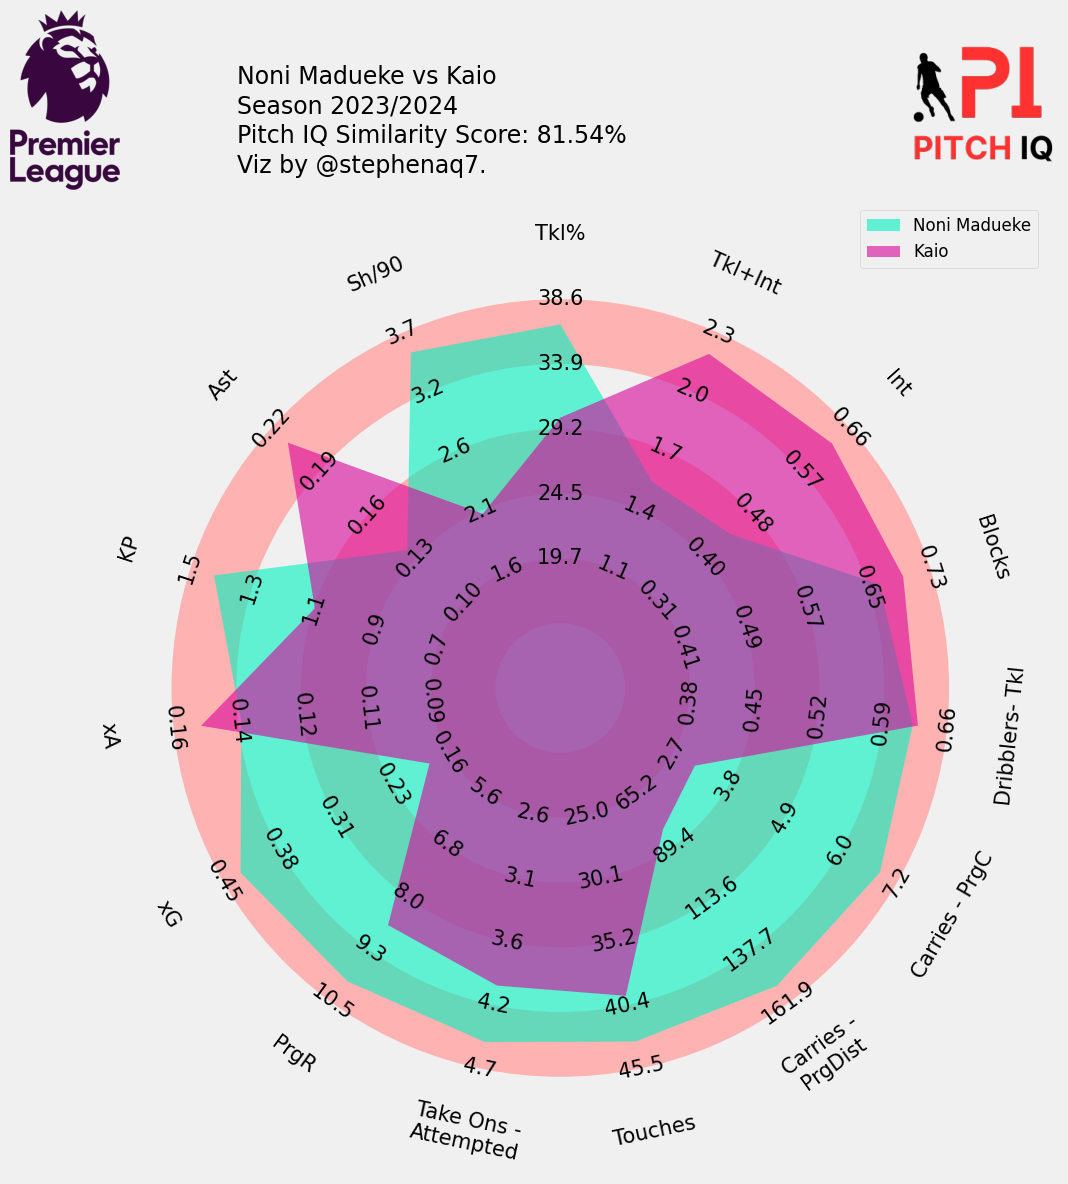 Premier
League
Noni Madueke vs Kaio
Season 2023/2024
Pitch IQ Similarity Score: 81.54%
Viz by @stephenaq7.
PI
PITCH IQ
Noni Madueke
Kaio
Tkl%
38.6
33.9
29.2
24.5
19.7
Tkl+Int
2.3
2.0
1.7
1.4
1.1
Int
0.66
0.57
0.48
0.40
0.31
Blocks
0.73
0.65
0.57
0.49
0.41
Dribblers- Tkl
0.66
0.59
0.52
0.45
0.38
Carries - PrgC
7.2
6.0
4.9
3.8
2.7
Carries -
PrgDist
161.9
137.7
113.6
89.4
65.2
Touches
45.5
40.4
35.2
30.1
25.0
Take Ons -
Attempted
4.7
4.2
3.6
3.1
2.6
PrgR
10.5
9.3
8.0
6.8
5.6
xG
0.45
0.38
0.31
0.23
0.16
xA
0.16
0.14
0.12
0.11
0.09
KP
1.5
1.3
1.1
0.9
0.7
Ast
0.22
0.19
0.16
0.13
0.10
Sh/90
3.7
3.2
2.6
2.1
1.6